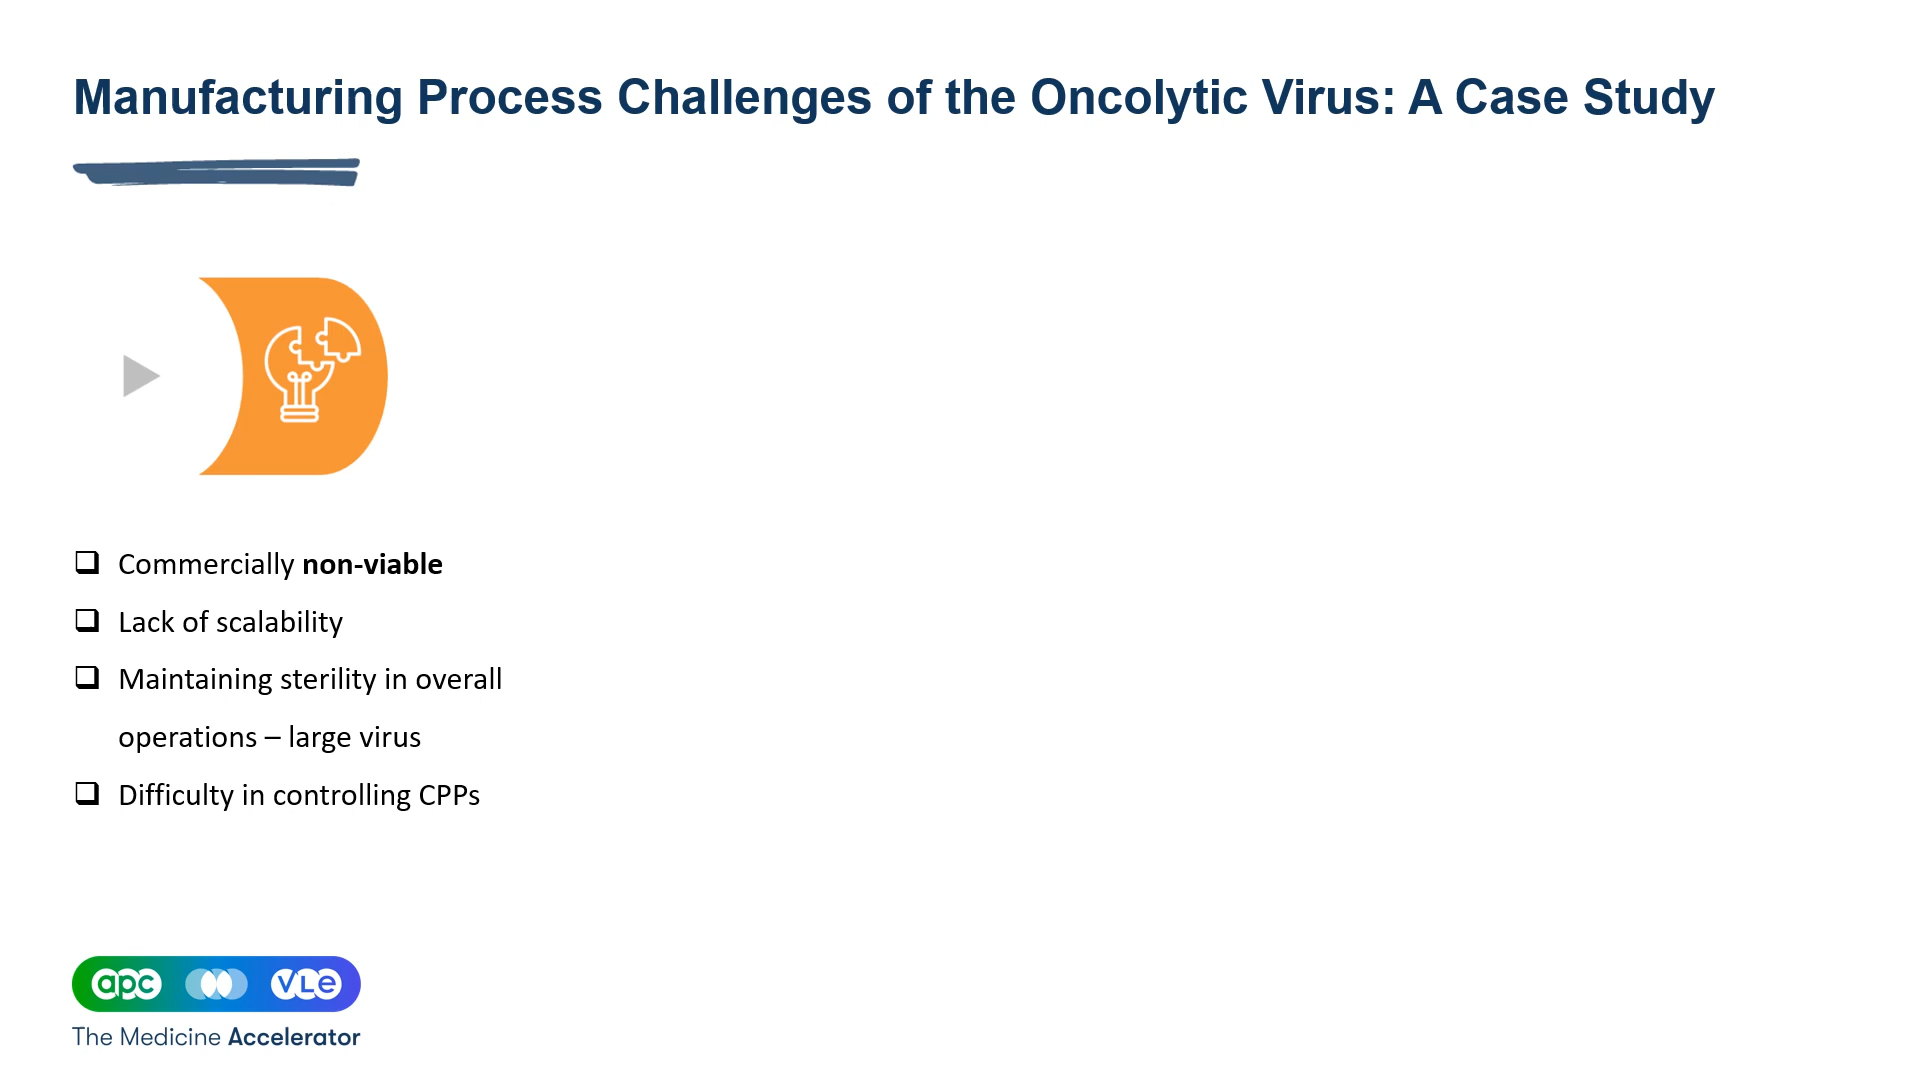 Manufacturing Process Challenges of the Oncolytic Virus: A Case Study
❑ Commercially non-viable
❑ Lack of scalability
❑ Maintaining sterility in overall
operations – large virus
❑ Difficulty in controlling CPPs
apc VLe
The Medicine Accelerator